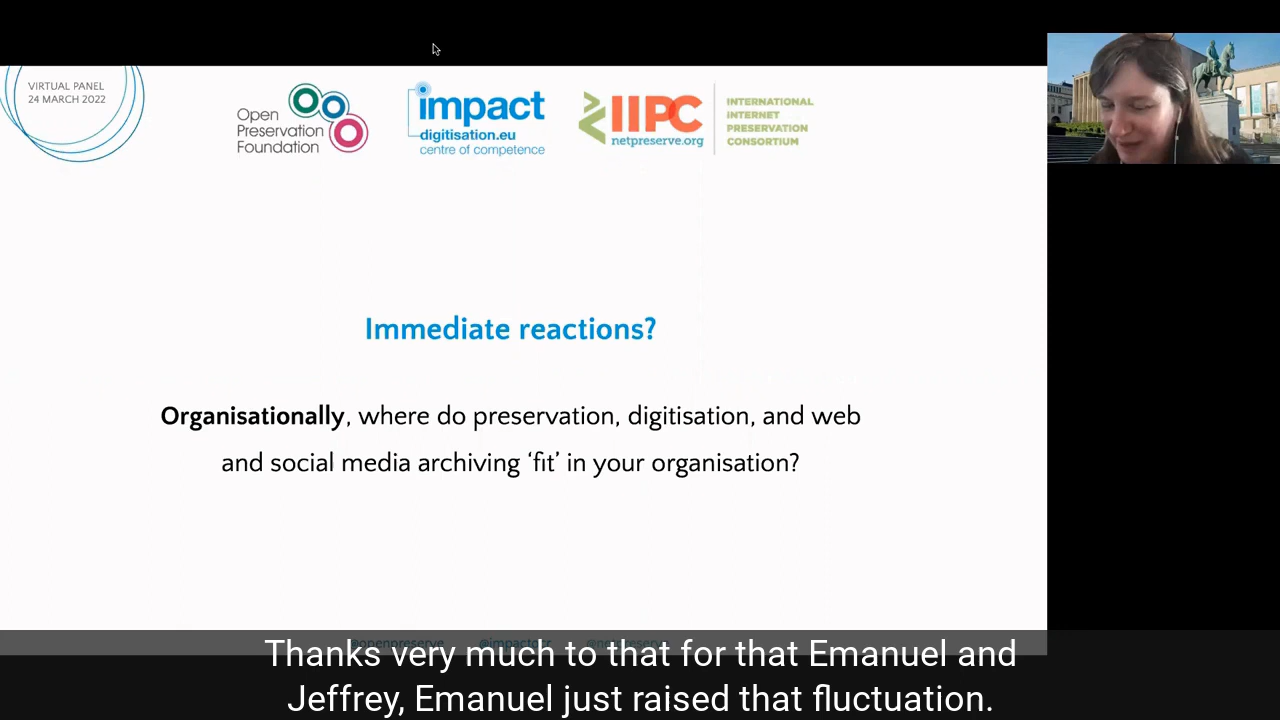 VIRTUAL PANEL
24 MARCH 2022
Open
Preservation
Foundation
impact
digitisation.eu
centre of competence
IIPC
netpreserve.org
INTERNATIONAL
INTERNET
PRESERVATION
CONSORTIUM
Immediate reactions?
Organisationally, where do preservation, digitisation, and web
and social media archiving ‘fit’ in your organisation?
Thanks very much to that for that Emanuel and
Jeffrey, Emanuel just raised that fluctuation.